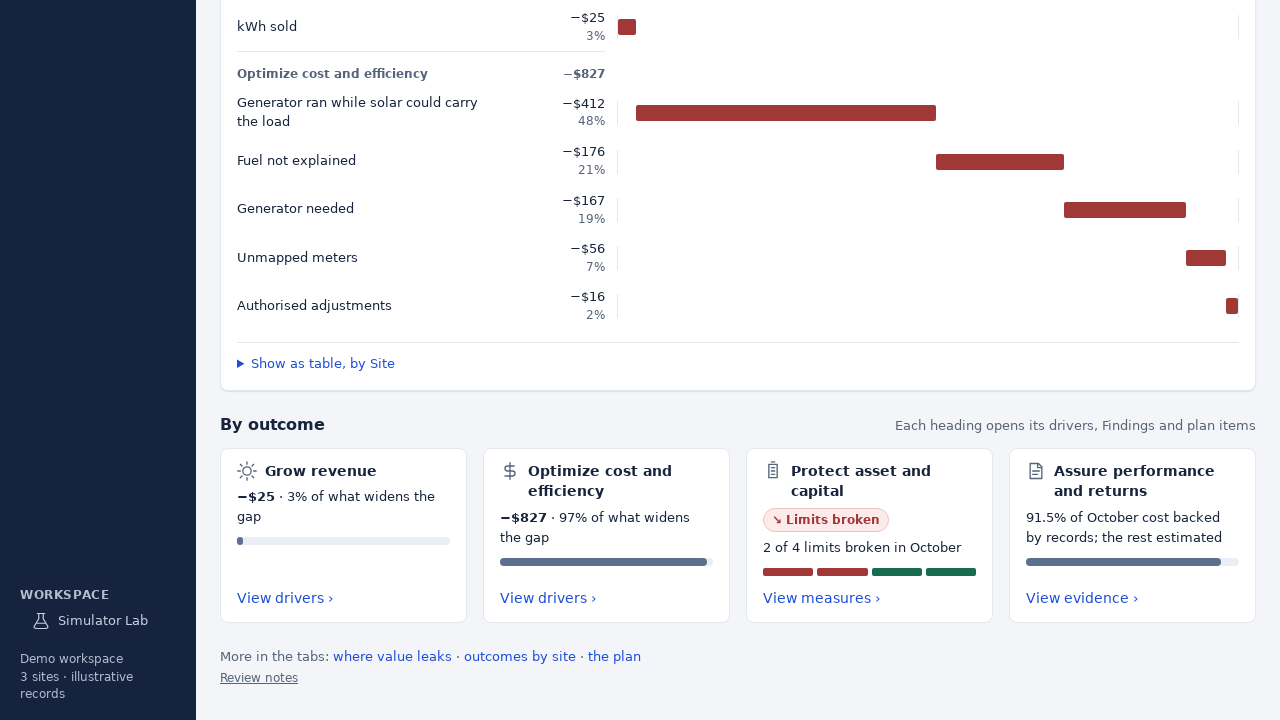 kWh sold
−$25
3%
Optimize cost and efficiency
−$827
Generator ran while solar could carry
the load
−$412
48%
Fuel not explained
−$176
21%
Generator needed
−$167
19%
Unmapped meters
−$56
7%
Authorised adjustments
−$16
2%
Show as table, by Site
By outcome
Each heading opens its drivers, Findings and plan items
Grow revenue
−$25 · 3% of what widens the
gap
View drivers ›
Optimize cost and
efficiency
−$827 · 97% of what widens
the gap
View drivers ›
Protect asset and
capital
↘ Limits broken
2 of 4 limits broken in October
View measures ›
Assure performance
and returns
91.5% of October cost backed
by records; the rest estimated
View evidence ›
More in the tabs: where value leaks · outcomes by site · the plan
Review notes
WORKSPACE
Simulator Lab
Demo workspace
3 sites · illustrative
records